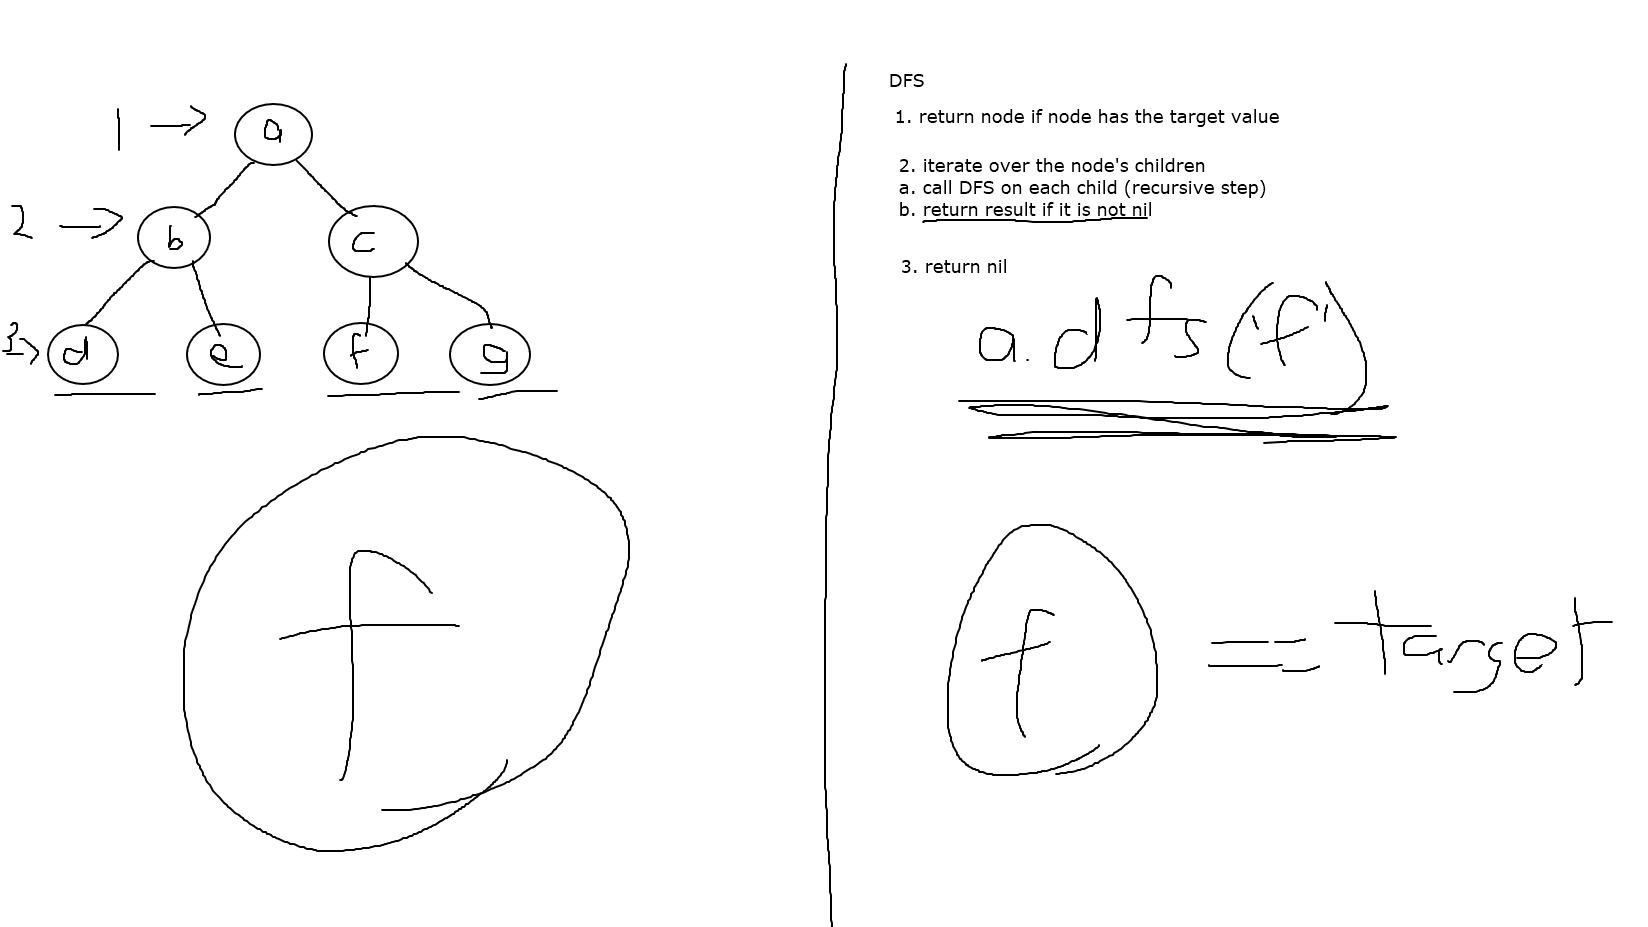 1 → a
2 → b c
3> d e f g
f
DFS
1. return node if node has the target value
2. iterate over the node's children
a. call DFS on each child (recursive step)
b. return result if it is not nil
3. return nil
a.dfs('f')
f == target